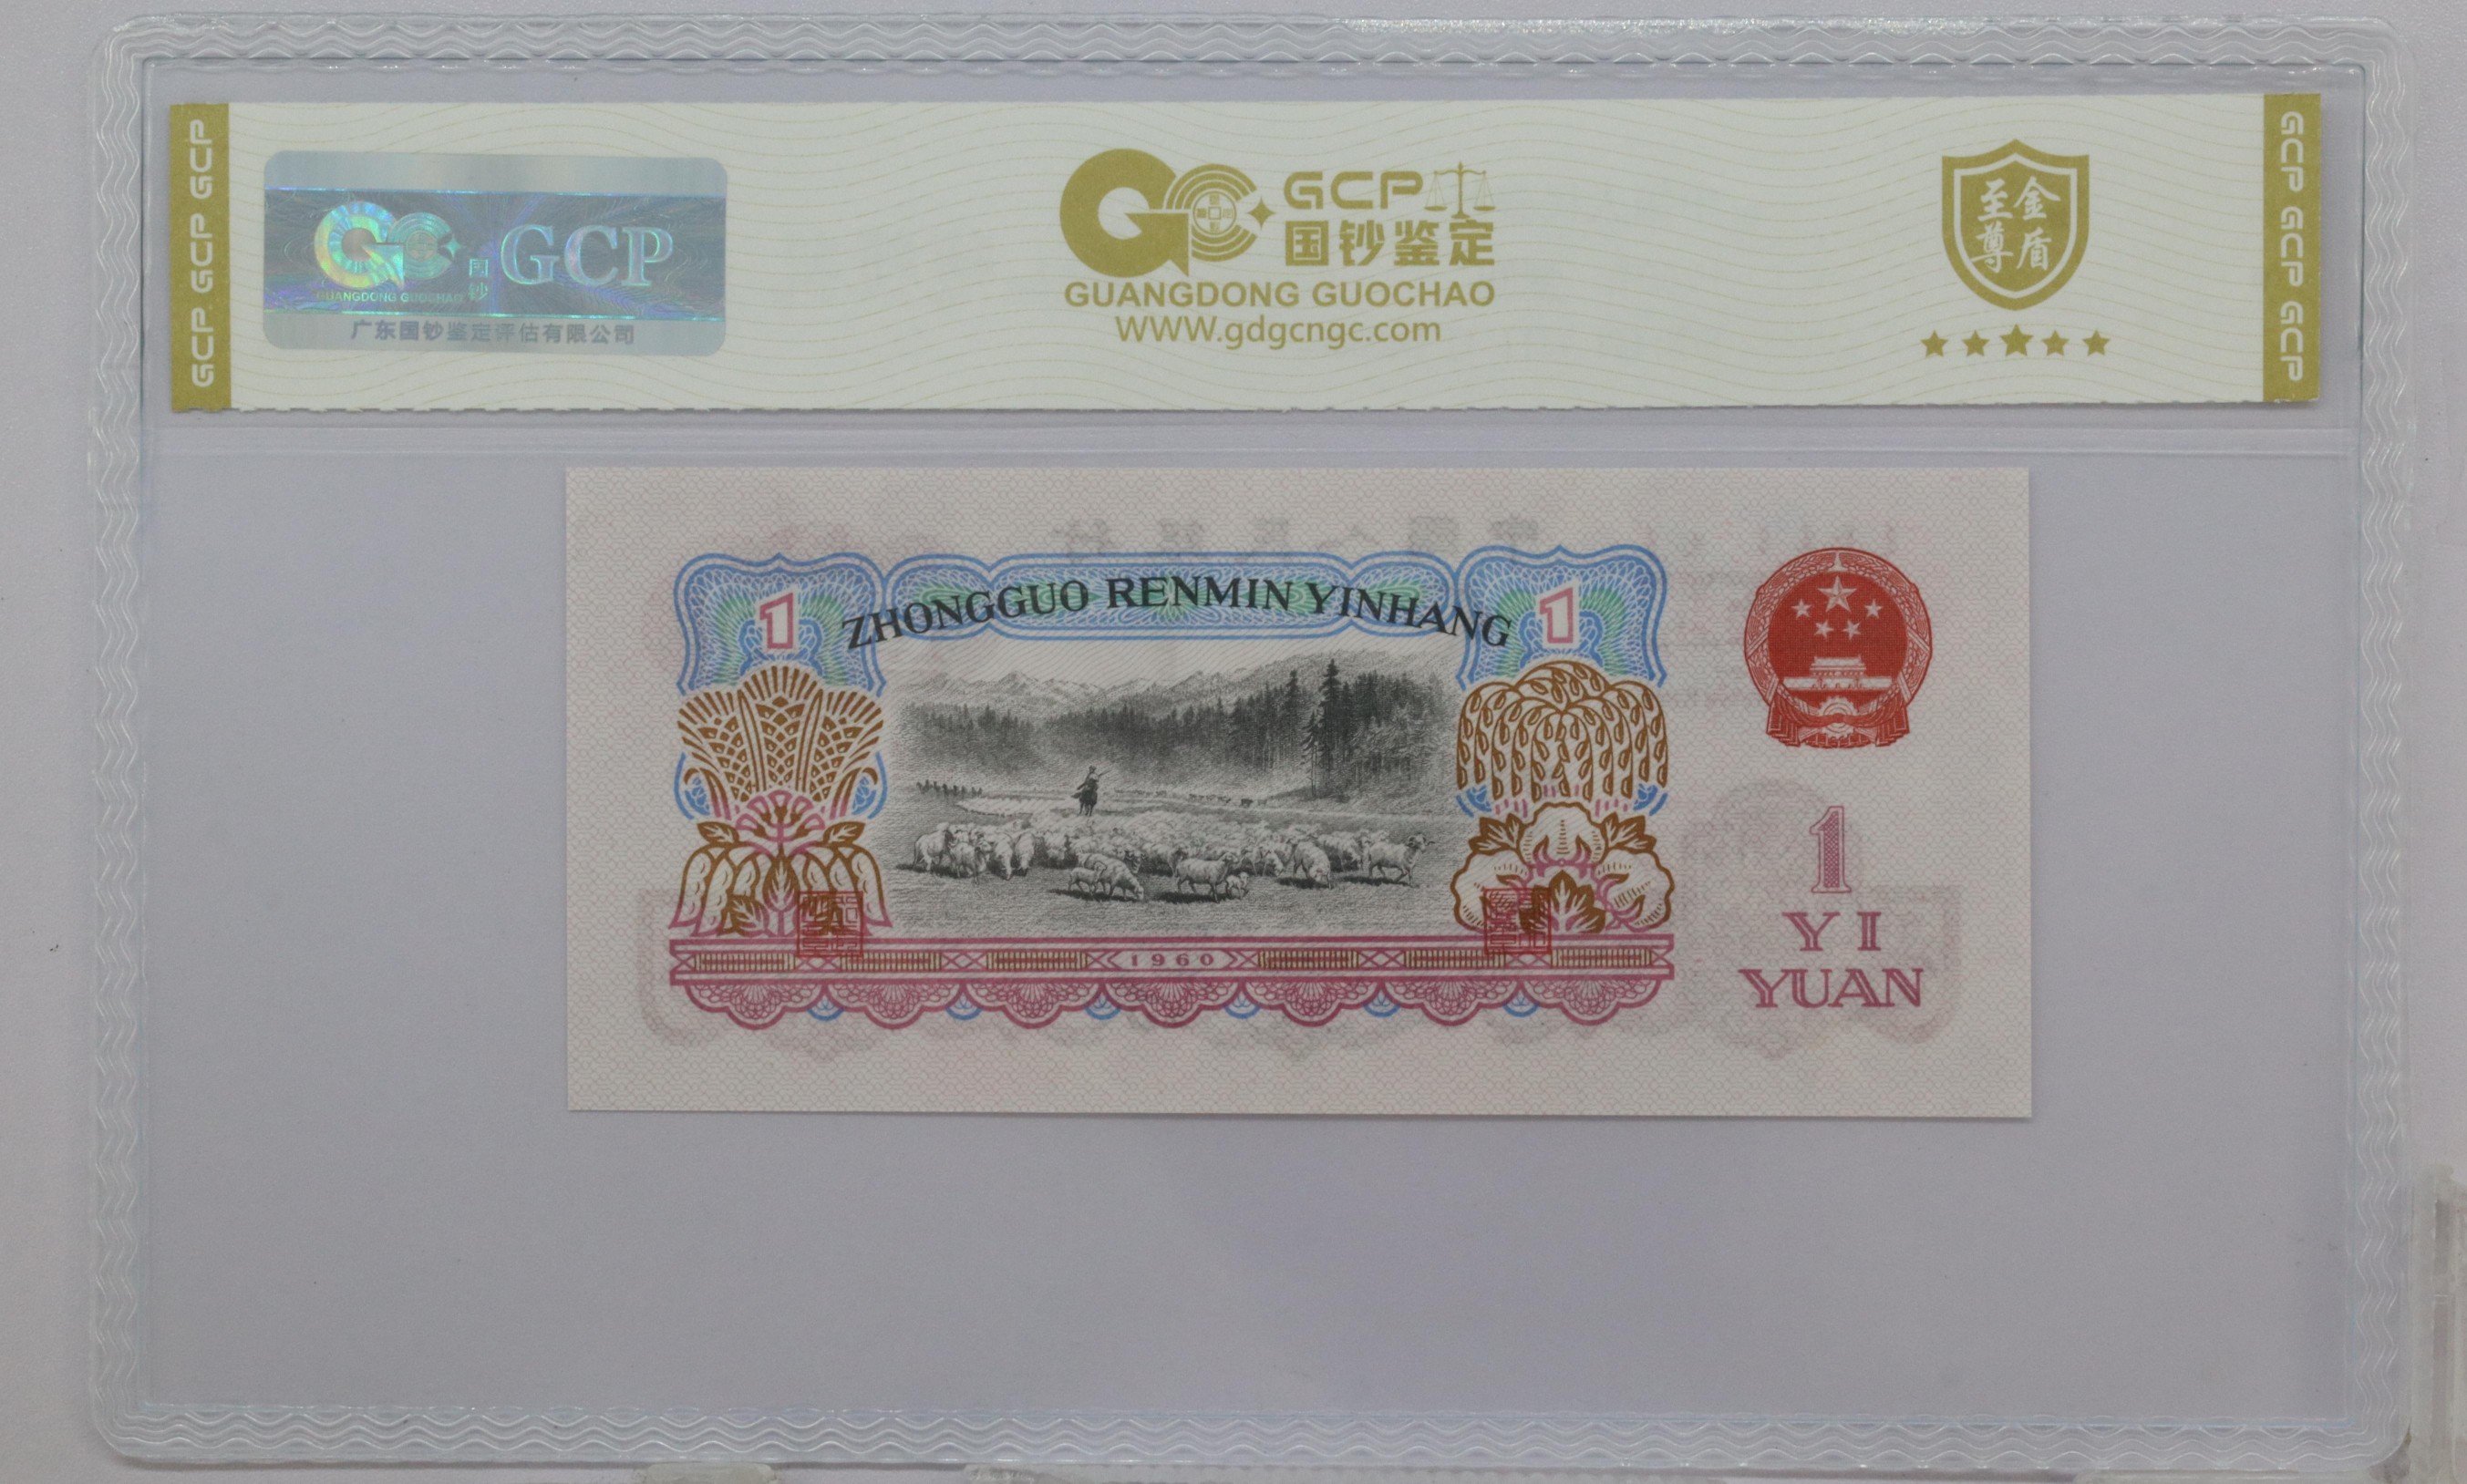 GCP GCP GCP
GCP
国钞
GUANGDONG GUOCHAO
广东国钞鉴定评估有限公司
GCP
国钞鉴定
GUANGDONG GUOCHAO
WWW.gdgcngc.com
至尊金盾
GCP GCP GCP
ZHONGGUO RENMIN YINHANG
1
1
1960
1
YI
YUAN